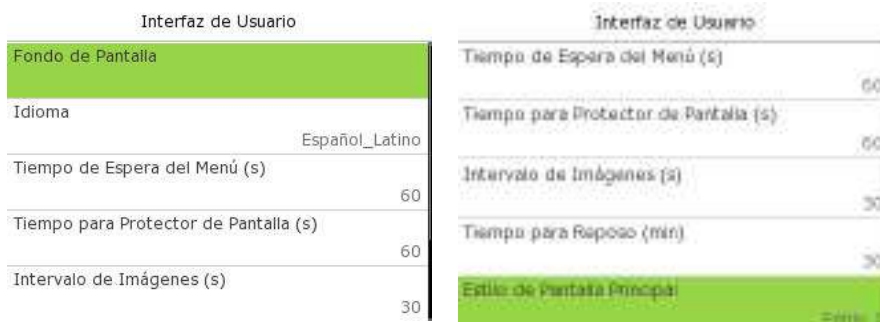 Interfaz de Usuario
Fondo de Pantalla
Idioma
Español_Latino
Tiempo de Espera del Menú (s)
60
Tiempo para Protector de Pantalla (s)
60
Intervalo de Imágenes (s)
30
Interfaz de Usuario
Tiempo de Espera del Menú (s)
60
Tiempo para Protector de Pantalla (s)
60
Intervalo de Imágenes (s)
30
Tiempo para Reposo (min)
30
Estilo de Pantalla Principal